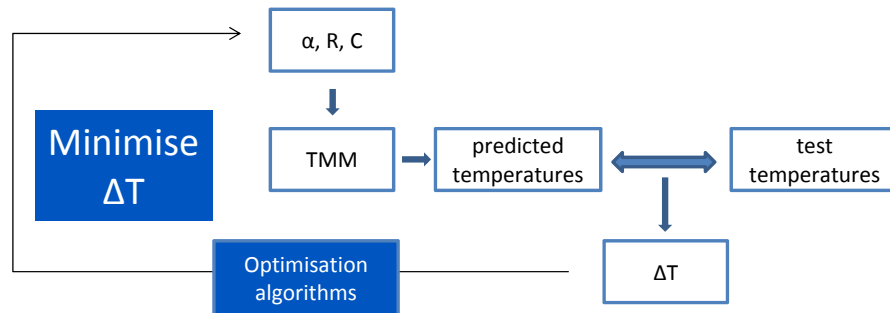 α, R, C
Minimise
ΔT
TMM
predicted
temperatures
test
temperatures
Optimisation
algorithms
ΔT